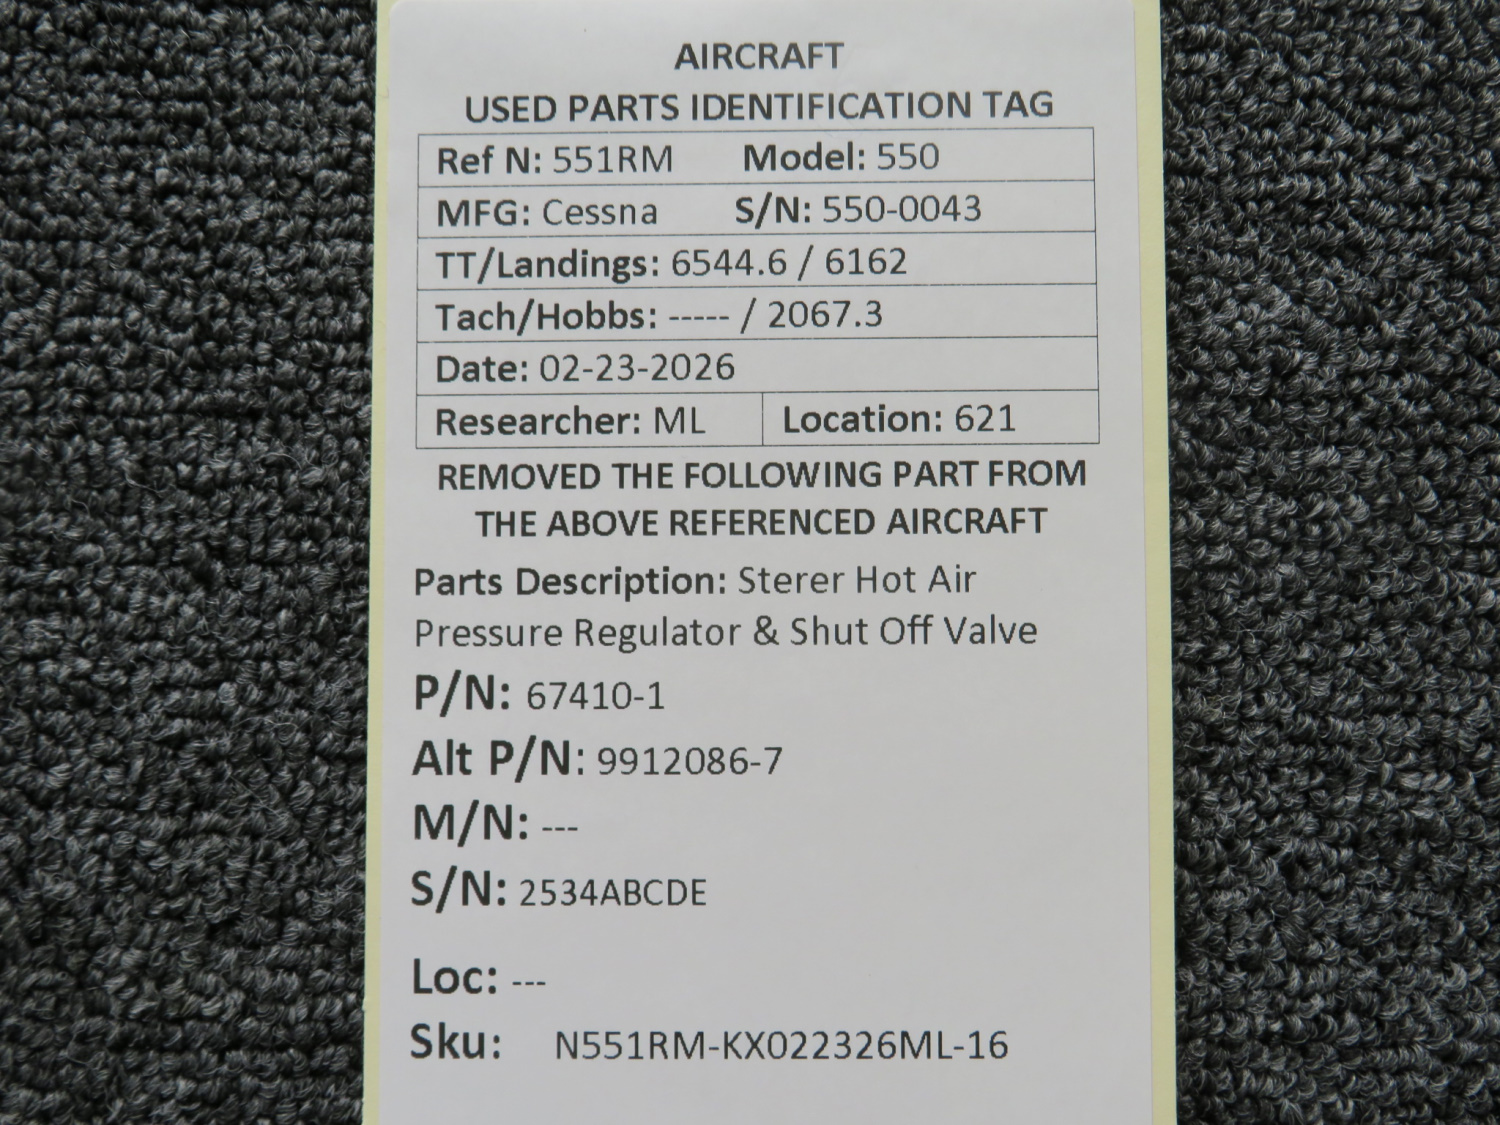 AIRCRAFT
USED PARTS IDENTIFICATION TAG
Ref N: 551RM Model: 550
MFG: Cessna S/N: 550-0043
TT/Landings: 6544.6 / 6162
Tach/Hobbs: ----- / 2067.3
Date: 02-23-2026
Researcher: ML Location: 621
REMOVED THE FOLLOWING PART FROM
THE ABOVE REFERENCED AIRCRAFT
Parts Description: Sterer Hot Air
Pressure Regulator & Shut Off Valve
P/N: 67410-1
Alt P/N: 9912086-7
M/N: ---
S/N: 2534ABCDE
Loc: ---
Sku: N551RM-KX022326ML-16